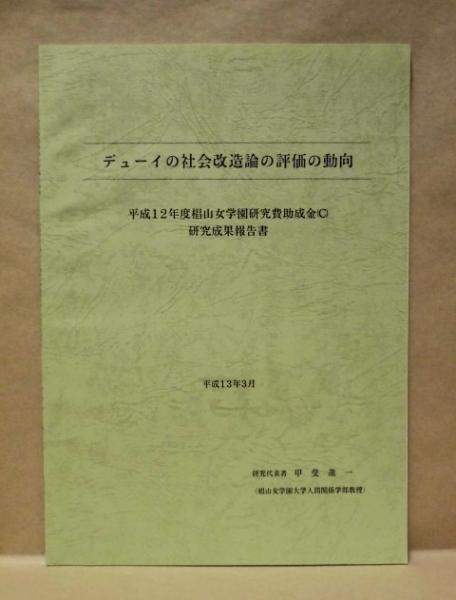 デューイの社会改造論の評価の動向
平成12年度椙山女学園研究費助成金(C)
研究成果報告書
平成13年3月
研究代表者 甲斐進一
(椙山女学園大学人間関係学部教授)